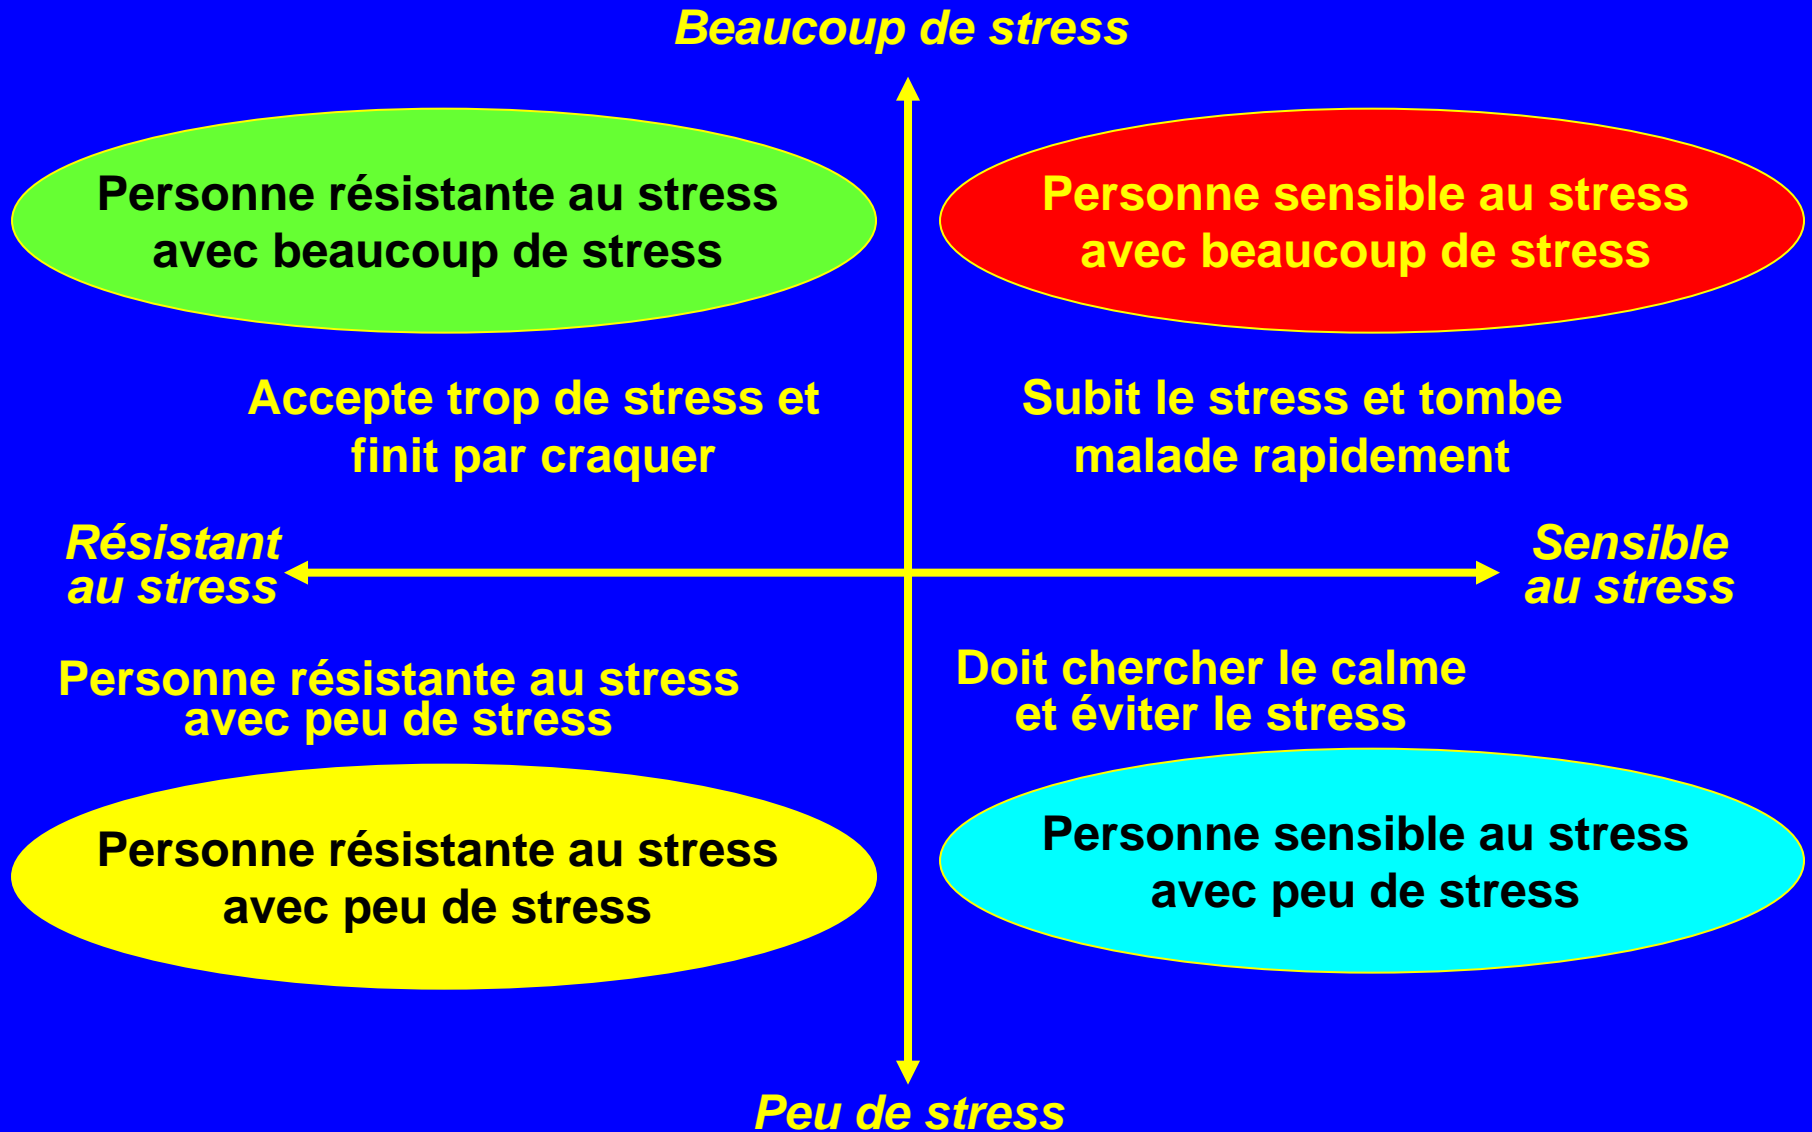 Beaucoup de stress
Personne résistante au stress
avec beaucoup de stress
Personne sensible au stress
avec beaucoup de stress
Accepte trop de stress et
finit par craquer
Subit le stress et tombe
malade rapidement
Résistant
au stress
Sensible
au stress
Personne résistante au stress
avec peu de stress
Doit chercher le calme
et éviter le stress
Personne résistante au stress
avec peu de stress
Personne sensible au stress
avec peu de stress
Peu de stress